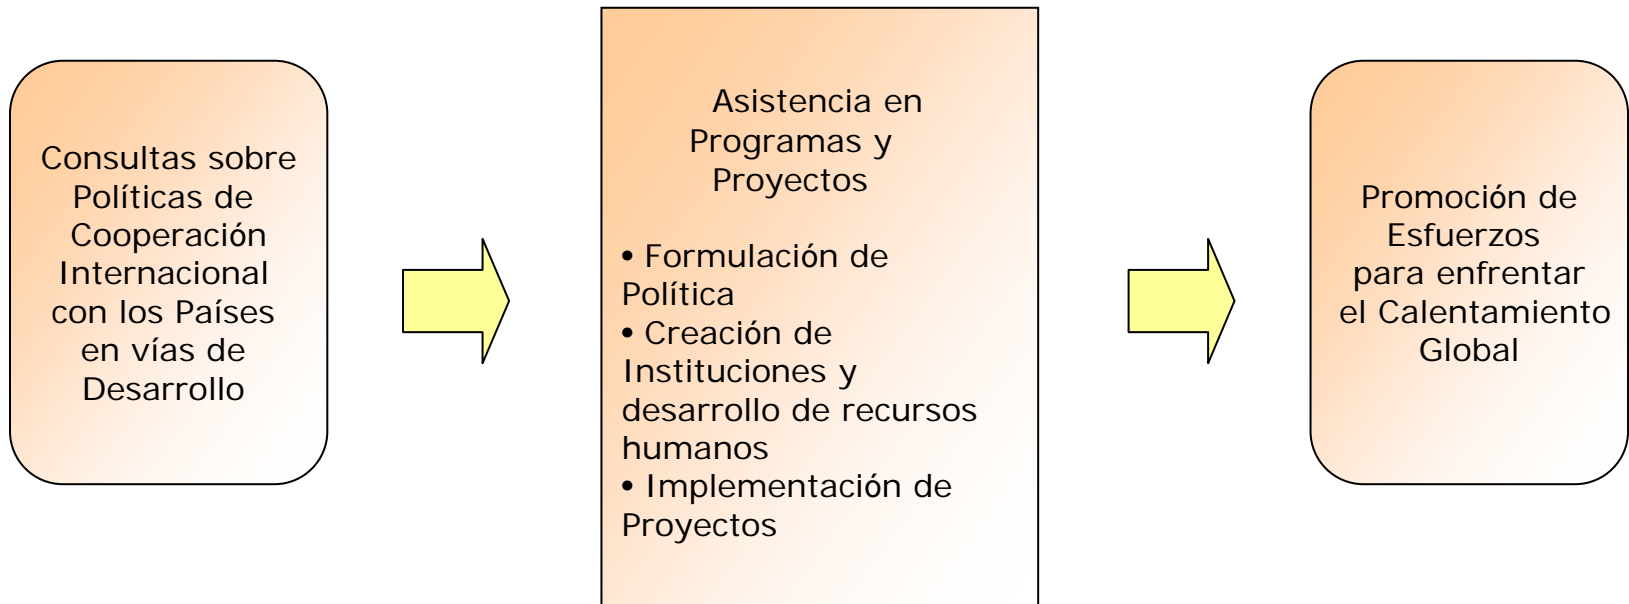 Consultas sobre
Políticas de
Cooperación
Internacional
con los Países
en vías de
Desarrollo
Asistencia en
Programas y
Proyectos
• Formulación de
Política
• Creación de
Instituciones y
desarrollo de recursos
humanos
• Implementación de
Proyectos
Promoción de
Esfuerzos
para enfrentar
el Calentamiento
Global